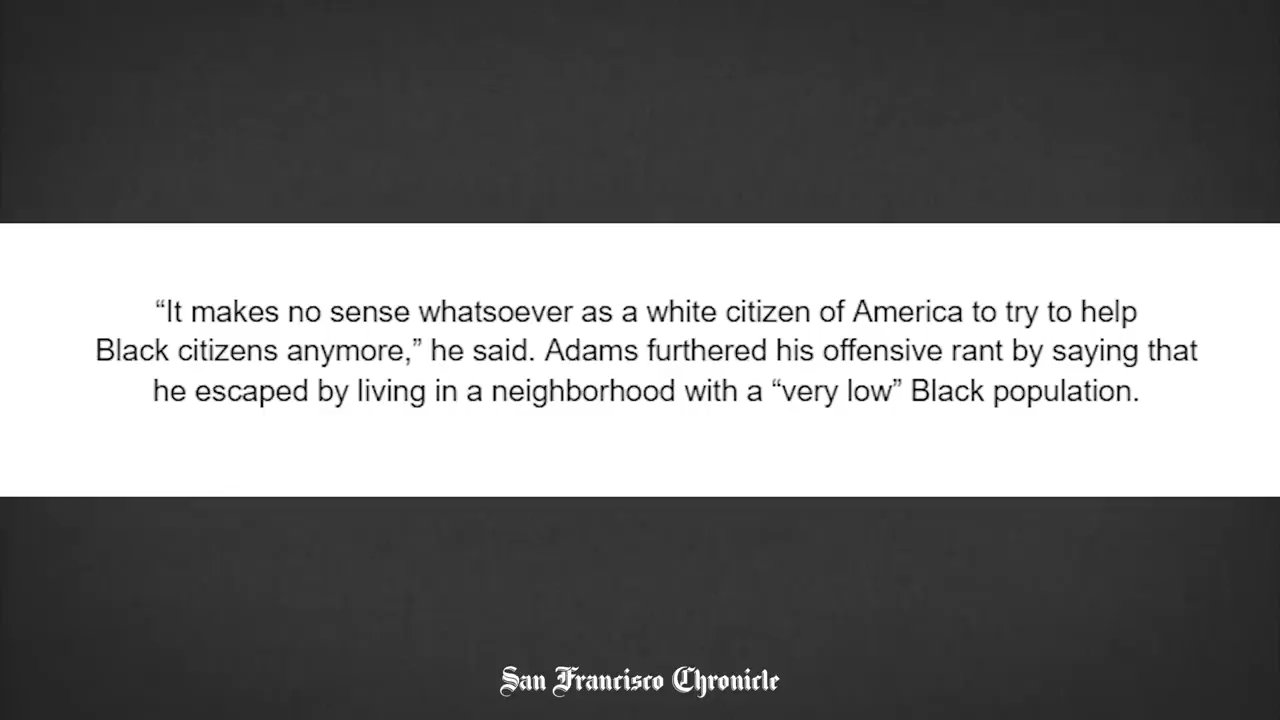 “It makes no sense whatsoever as a white citizen of America to try to help
Black citizens anymore,” he said. Adams furthered his offensive rant by saying that
he escaped by living in a neighborhood with a “very low” Black population.
San Francisco Chronicle